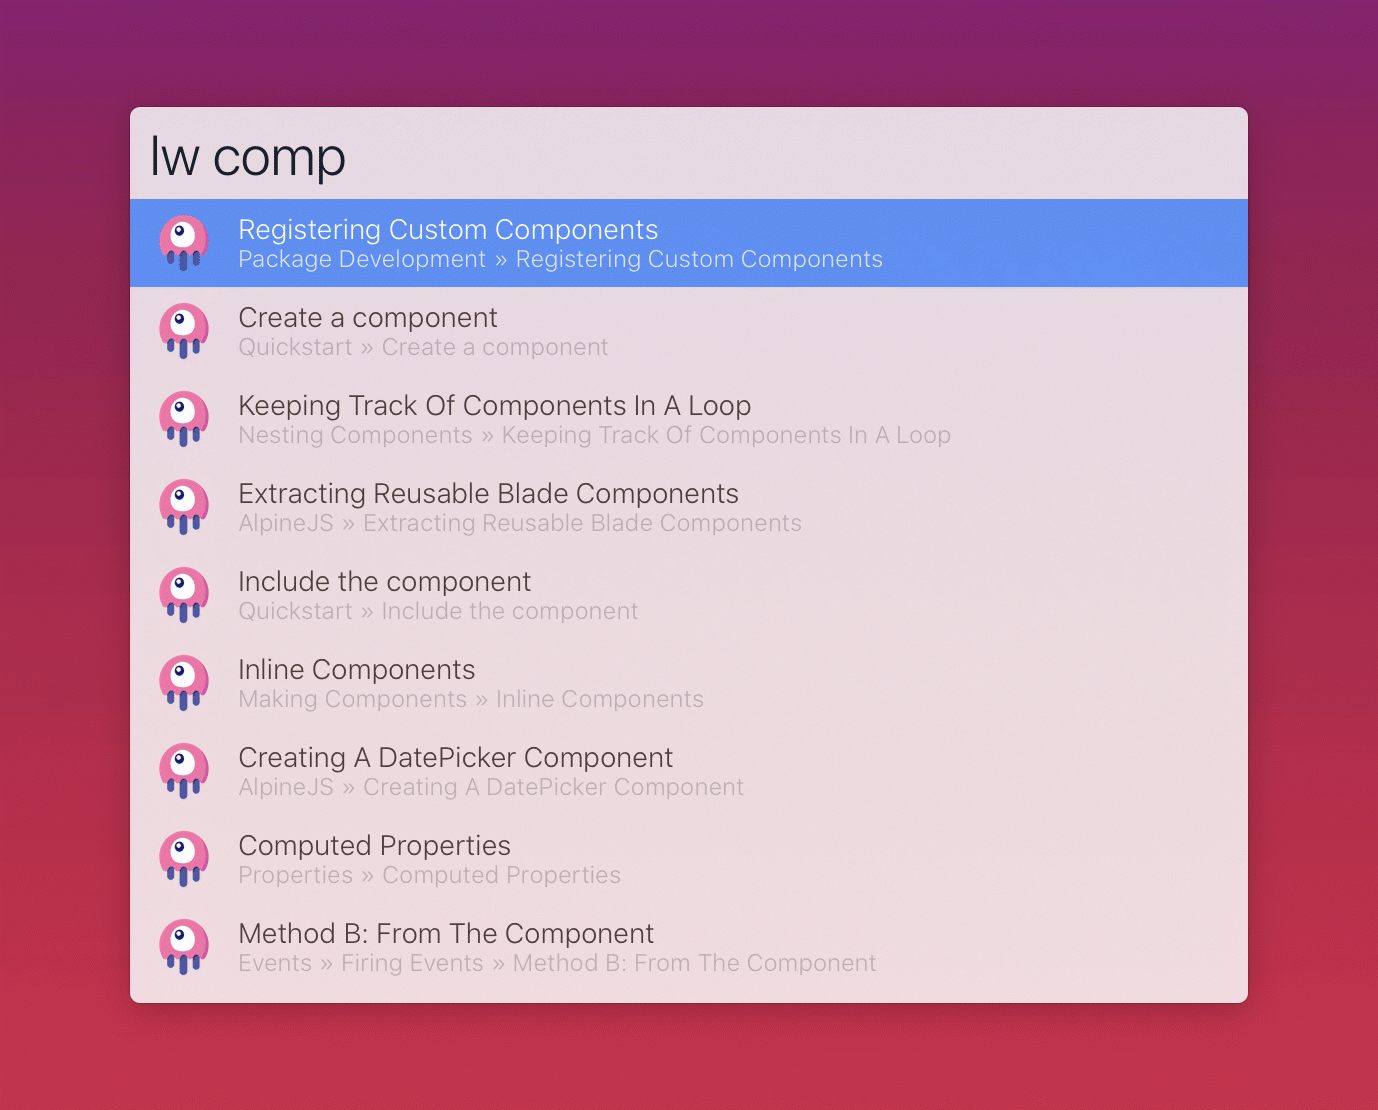 lw comp
Registering Custom Components
Package Development » Registering Custom Components
Create a component
Quickstart » Create a component
Keeping Track Of Components In A Loop
Nesting Components » Keeping Track Of Components In A Loop
Extracting Reusable Blade Components
AlpineJS » Extracting Reusable Blade Components
Include the component
Quickstart » Include the component
Inline Components
Making Components » Inline Components
Creating A DatePicker Component
AlpineJS » Creating A DatePicker Component
Computed Properties
Properties » Computed Properties
Method B: From The Component
Events » Firing Events » Method B: From The Component